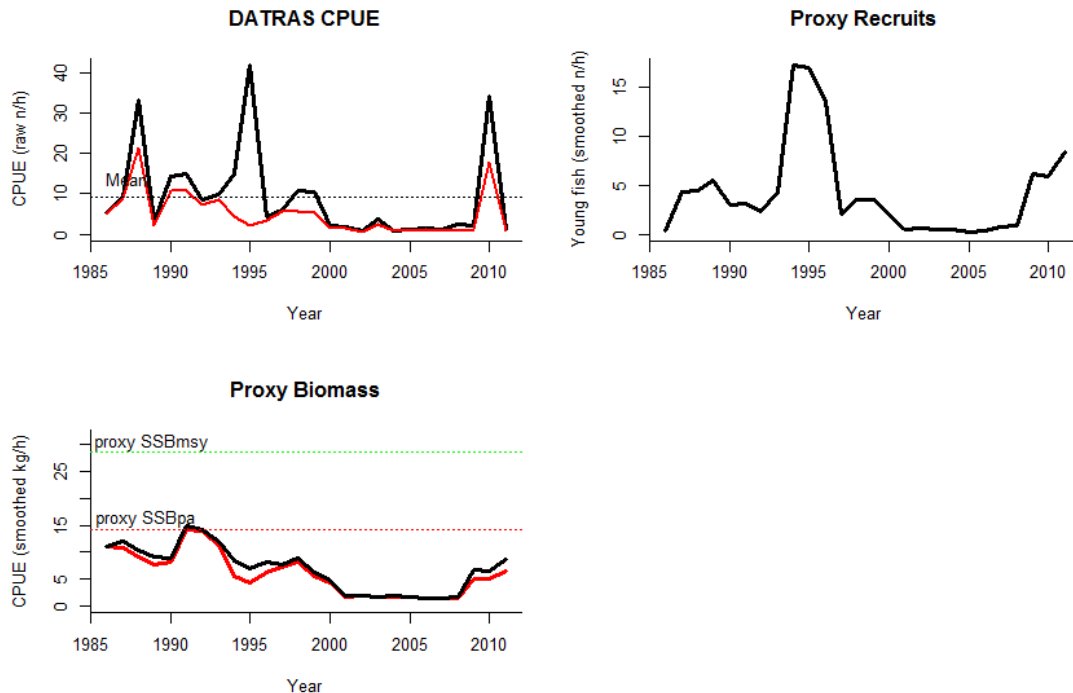 DATRAS CPUE
CPUE (raw n/h)
40
30
20
10
0
Mean
1985 1990 1995 2000 2005 2010
Year
Proxy Recruits
Young fish (smoothed n/h)
15
10
5
0
1985 1990 1995 2000 2005 2010
Year
Proxy Biomass
CPUE (smoothed kg/h)
25
15
5
0
proxy SSBmsy
proxy SSBpa
1985 1990 1995 2000 2005 2010
Year